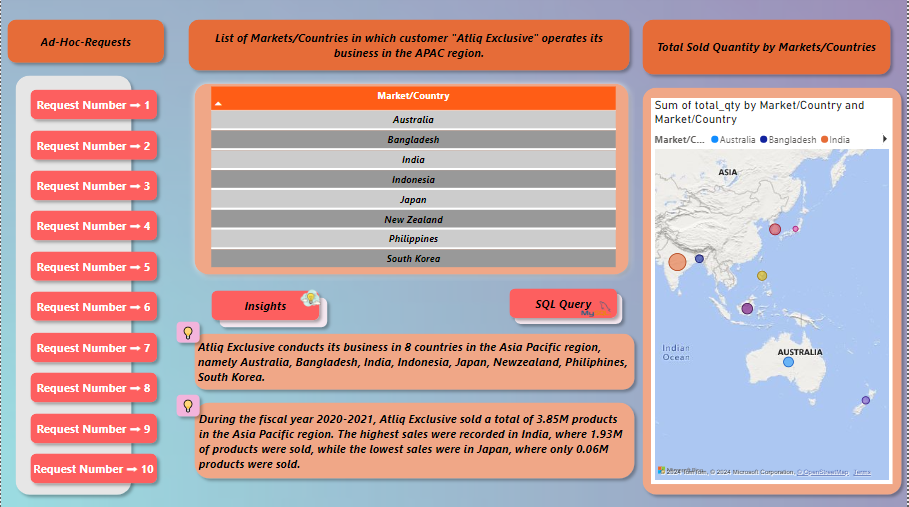 Ad-Hoc-Requests
Request Number ➞ 1
Request Number ➞ 2
Request Number ➞ 3
Request Number ➞ 4
Request Number ➞ 5
Request Number ➞ 6
Request Number ➞ 7
Request Number ➞ 8
Request Number ➞ 9
Request Number ➞ 10
List of Markets/Countries in which customer "Atliq Exclusive" operates its
business in the APAC region.
Market/Country
Australia
Bangladesh
India
Indonesia
Japan
New Zealand
Philippines
South Korea
Insights
SQL Query
My
Atliq Exclusive conducts its business in 8 countries in the Asia Pacific region,
namely Australia, Bangladesh, India, Indonesia, Japan, Newzealand, Philiphines,
South Korea.
During the fiscal year 2020-2021, Atliq Exclusive sold a total of 3.85M products
in the Asia Pacific region. The highest sales were recorded in India, where 1.93M
of products were sold, while the lowest sales were in Japan, where only 0.06M
products were sold.
Total Sold Quantity by Markets/Countries
Sum of total_qty by Market/Country and
Market/Country
Market/C... Australia Bangladesh India
ASIA
Indian
Ocean
AUSTRALIA
© 2024 TomTom, © 2024 Microsoft Corporation, © OpenStreetMap Terms